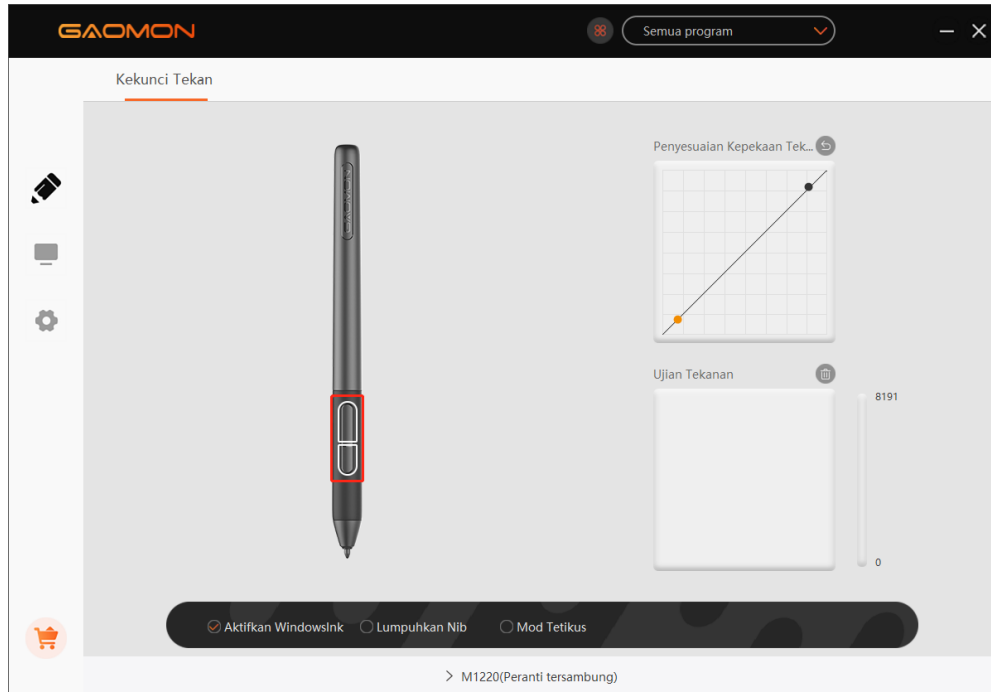 GAOMON
Semua program
Kekunci Tekan
GAOMON
Penyesuaian Kepekaan Tek...
Ujian Tekanan
8191
0
Aktifkan WindowsInk
Lumpuhkan Nib
Mod Tetikus
M1220(Peranti tersambung)